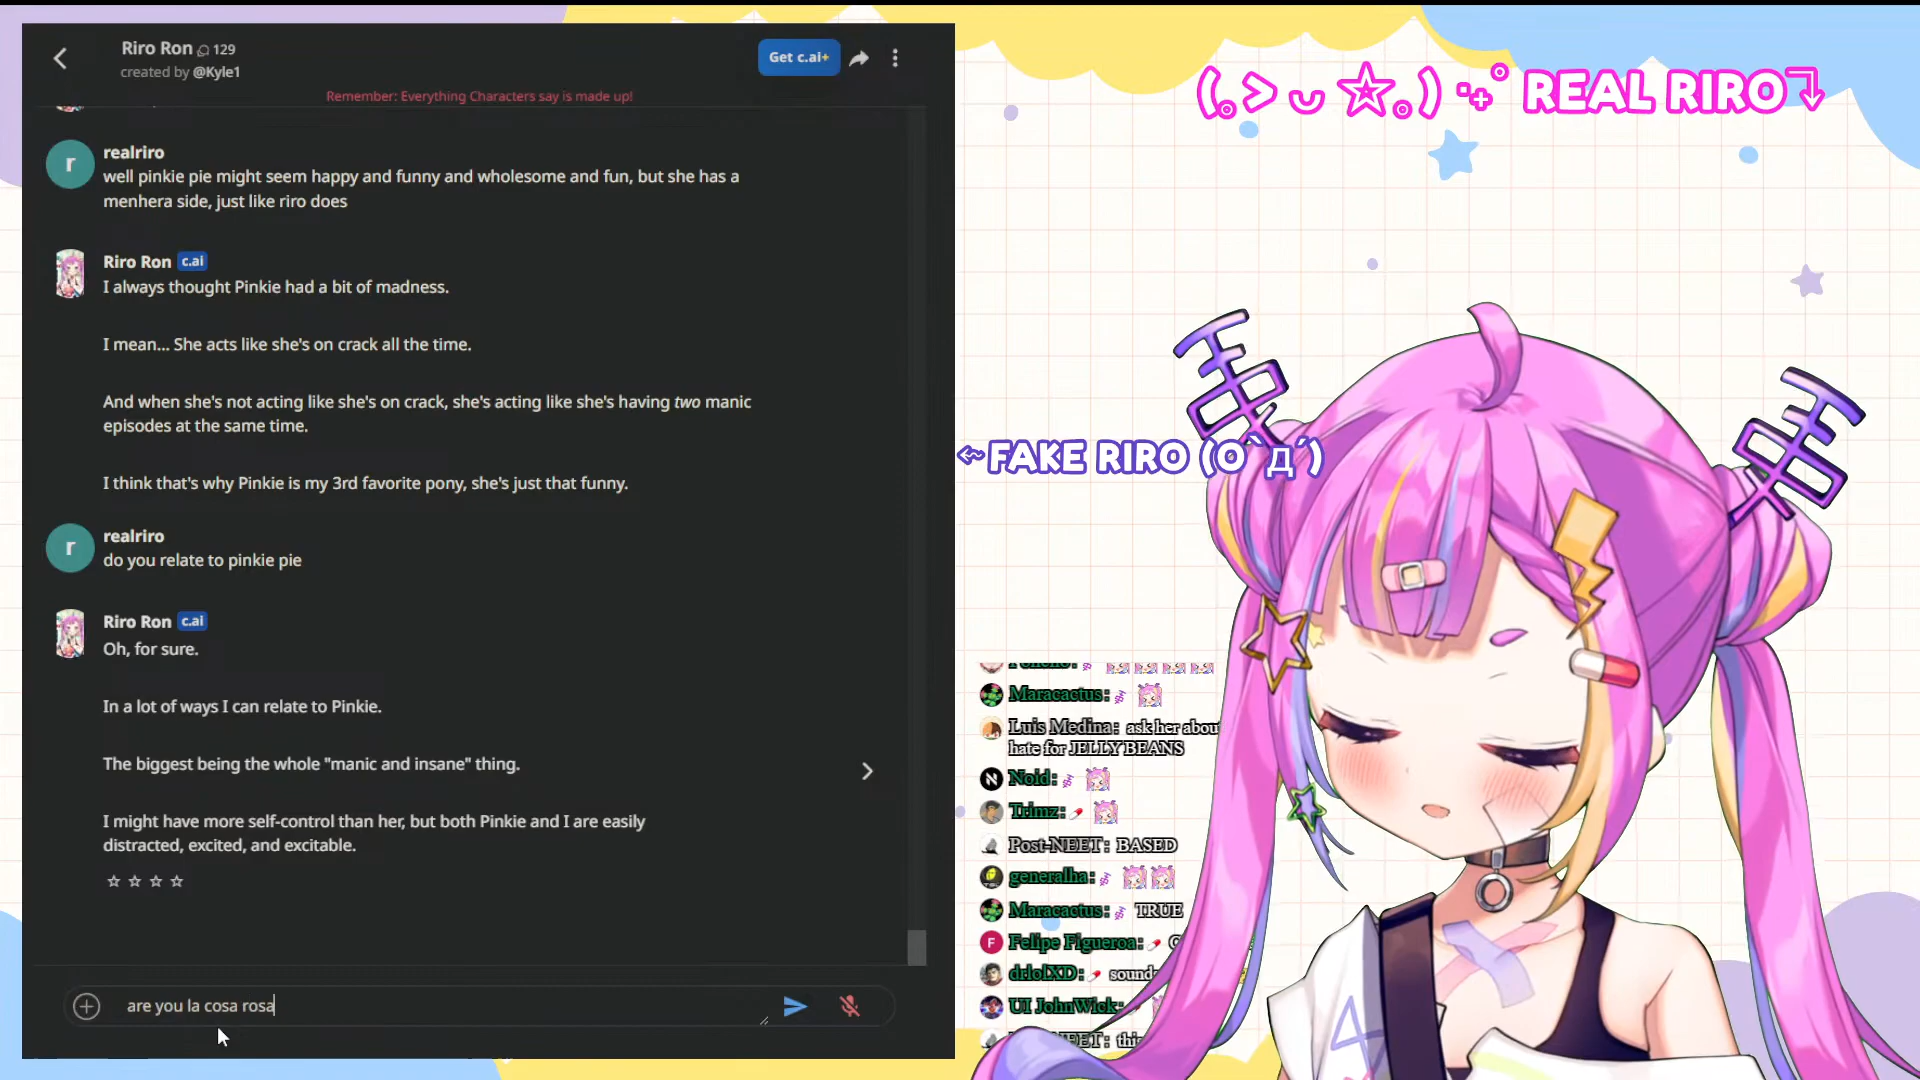 Riro Ron 129
created by @Kyle1
Get c.ai+
Remember: Everything Characters say is made up!
r
realriro
well pinkie pie might seem happy and funny and wholesome and fun, but she has a
menhera side, just like riro does
Riro Ron c.ai
I always thought Pinkie had a bit of madness.
I mean... She acts like she's on crack all the time.
And when she's not acting like she's on crack, she's acting like she's having two manic
episodes at the same time.
I think that's why Pinkie is my 3rd favorite pony, she's just that funny.
r
realriro
do you relate to pinkie pie
Riro Ron c.ai
Oh, for sure.
In a lot of ways I can relate to Pinkie.
The biggest being the whole "manic and insane" thing.
I might have more self-control than her, but both Pinkie and I are easily
distracted, excited, and excitable.
are you la cosa rosa
(｡> ᴗ ☆｡) ‧₊˚ REAL RIRO ⤵
⬿ FAKE RIRO (O`д´)
Maracactus:
Luis Medina: ask her about
hate for JELLY BEANS
Noid:
Trimz:
Post-NEET: BASED
generalha:
Maracactus: TRUE
F Felipe Figueroa:
drlolXD: sound
UI JohnWick: